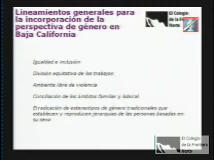 Lineamientos generales para
la incorporación de la
perspectiva de género en
Baja California
El Colegio
de la Frontera
Norte
Igualdad e inclusión
División equitativa de los trabajos
Ambiente libre de violencia
Conciliación de los ámbitos familiar y laboral
Erradicación de estereotipos de género tradicionales que
establecen y reproducen jerarquías de las personas basadas en
su sexo
El Colegio
de la Frontera
Norte